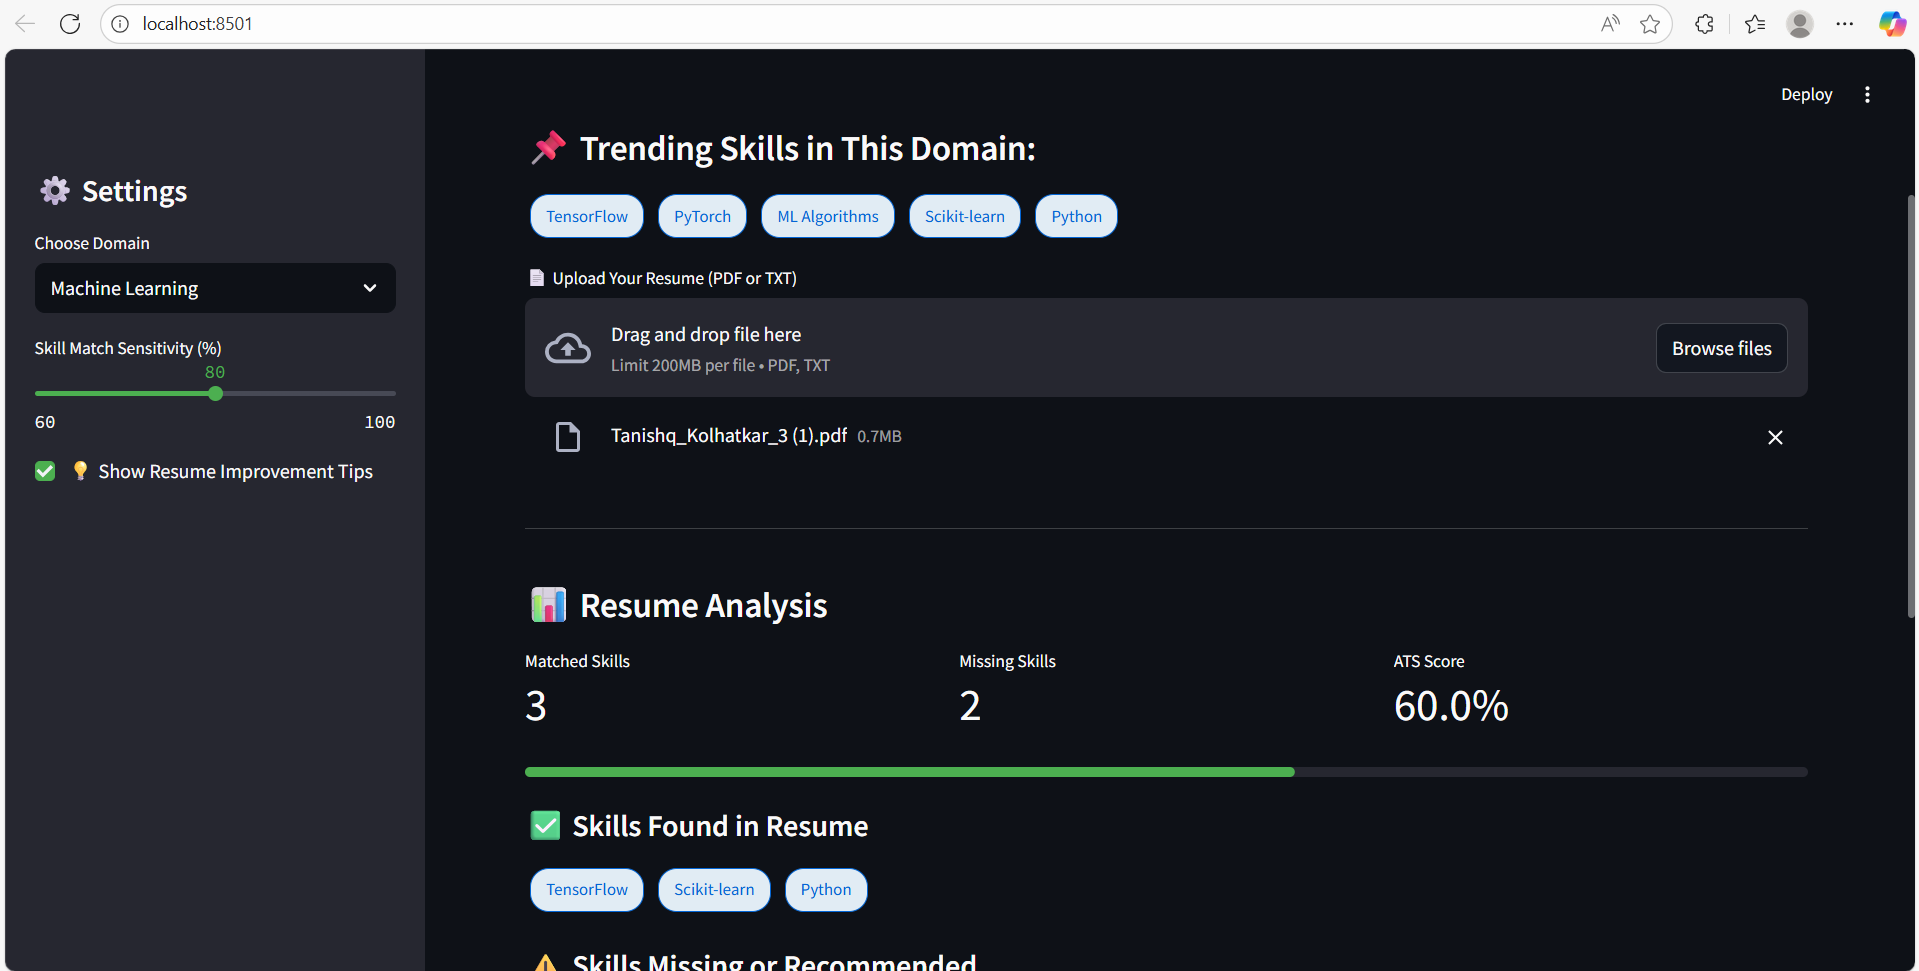 localhost:8501
Deploy
Settings
Choose Domain
Machine Learning
Skill Match Sensitivity (%)
80
60 100
Show Resume Improvement Tips
Trending Skills in This Domain:
TensorFlow PyTorch ML Algorithms Scikit-learn Python
Upload Your Resume (PDF or TXT)
Drag and drop file here
Limit 200MB per file • PDF, TXT
Browse files
Tanishq_Kolhatkar_3 (1).pdf 0.7MB
Resume Analysis
Matched Skills Missing Skills ATS Score
3 2 60.0%
Skills Found in Resume
TensorFlow Scikit-learn Python
Skills Missing or Recommended